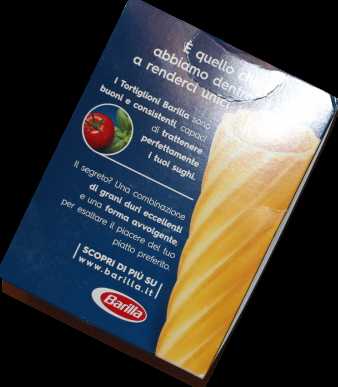 È quello che
abbiamo dentro
a renderci unici
I Tortiglioni Barilla sono
buoni e consistenti, capaci
di trattenere
perfettamente
i tuoi sughi.
Il segreto? Una combinazione
di grani duri eccellenti
e una forma avvolgente,
per esaltare il piacere del tuo
piatto preferito.
SCOPRI DI PIÙ SU
www.barilla.it
Barilla